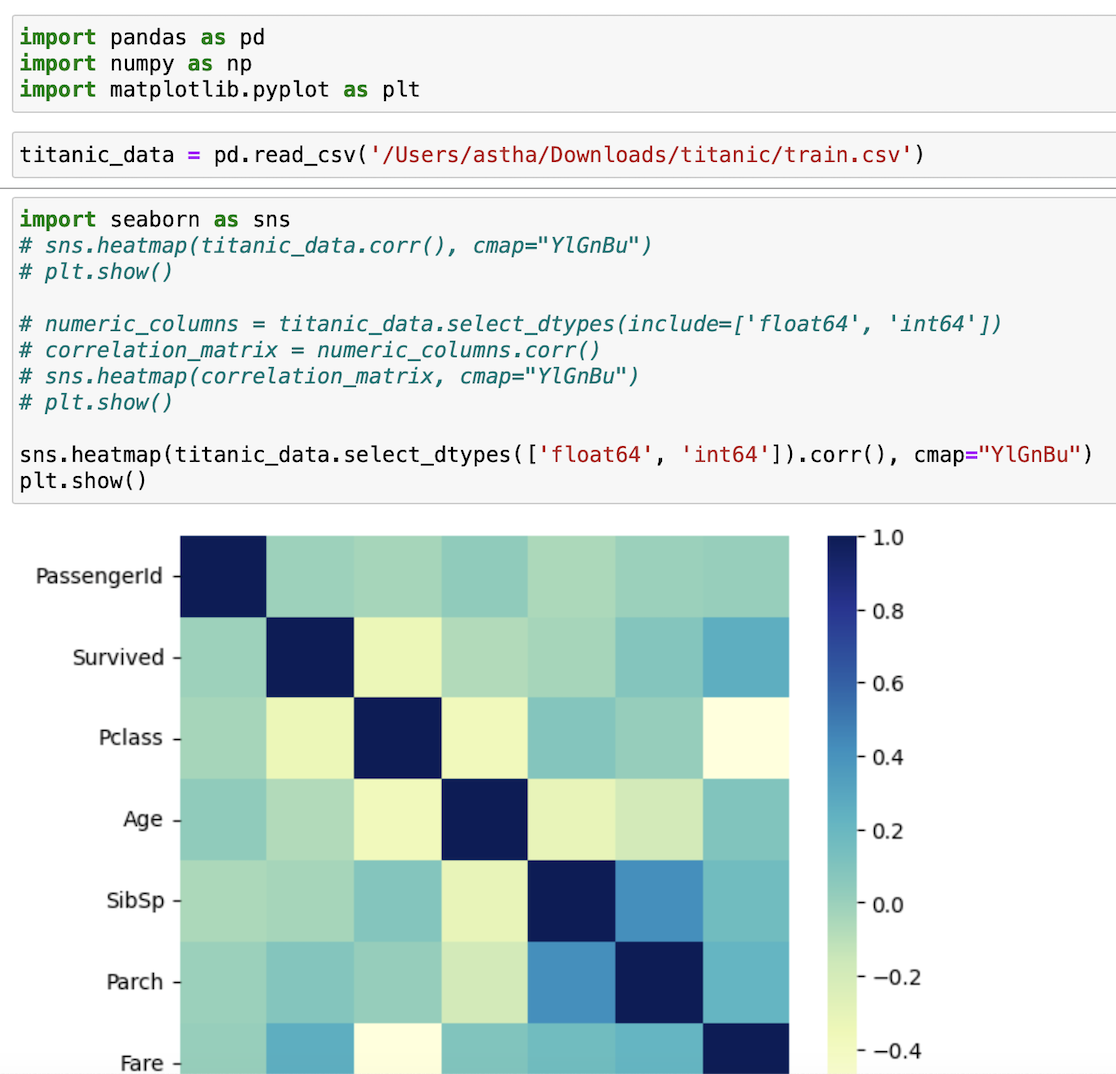 import pandas as pd
import numpy as np
import matplotlib.pyplot as plt
titanic_data = pd.read_csv('/Users/astha/Downloads/titanic/train.csv')
import seaborn as sns
# sns.heatmap(titanic_data.corr(), cmap="YlGnBu")
# plt.show()
# numeric_columns = titanic_data.select_dtypes(include=['float64', 'int64'])
# correlation_matrix = numeric_columns.corr()
# sns.heatmap(correlation_matrix, cmap="YlGnBu")
# plt.show()
sns.heatmap(titanic_data.select_dtypes(['float64', 'int64']).corr(), cmap="YlGnBu")
plt.show()
PassengerId
Survived
Pclass
Age
SibSp
Parch
Fare
1.0
0.8
0.6
0.4
0.2
0.0
−0.2
−0.4